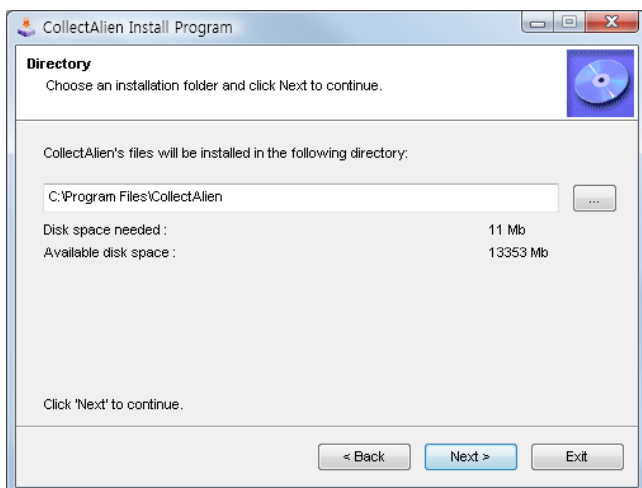 CollectAlien Install Program
Directory
Choose an installation folder and click Next to continue.
CollectAlien's files will be installed in the following directory:
C:\Program Files\CollectAlien
...
Disk space needed : 11 Mb
Available disk space : 13353 Mb
Click 'Next' to continue.
< Back Next > Exit